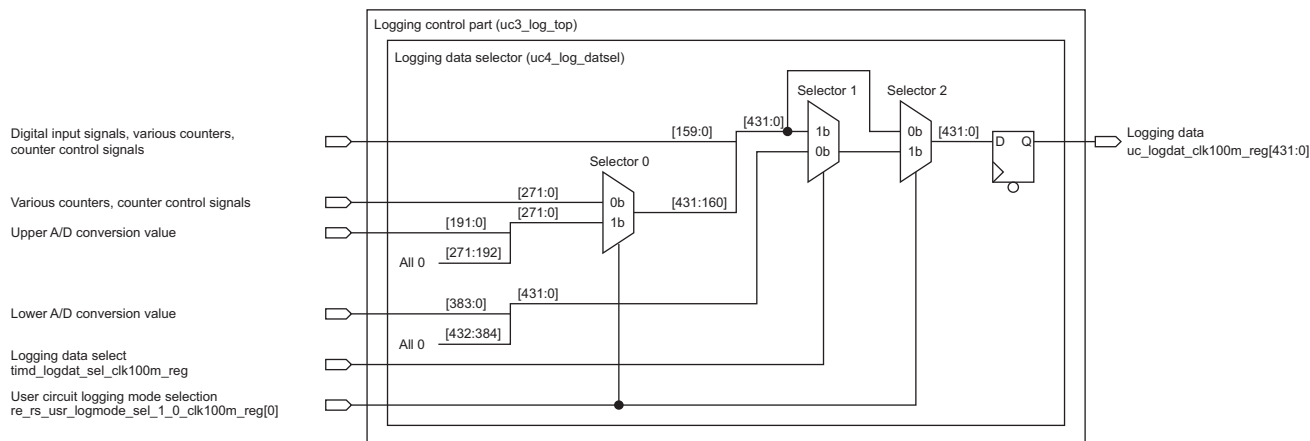 Logging control part (uc3_log_top)
Logging data selector (uc4_log_datsel)
Selector 1
Selector 2
Digital input signals, various counters,
counter control signals
[159:0]
[431:0]
1b
0b
0b
1b
[431:0]
D Q
Logging data
uc_logdat_clk100m_reg[431:0]
Selector 0
Various counters, counter control signals
[271:0]
0b
1b
[431:160]
Upper A/D conversion value
[191:0]
[271:0]
All 0
[271:192]
Lower A/D conversion value
[383:0]
[431:0]
All 0
[432:384]
Logging data select
timd_logdat_sel_clk100m_reg
User circuit logging mode selection
re_rs_usr_logmode_sel_1_0_clk100m_reg[0]